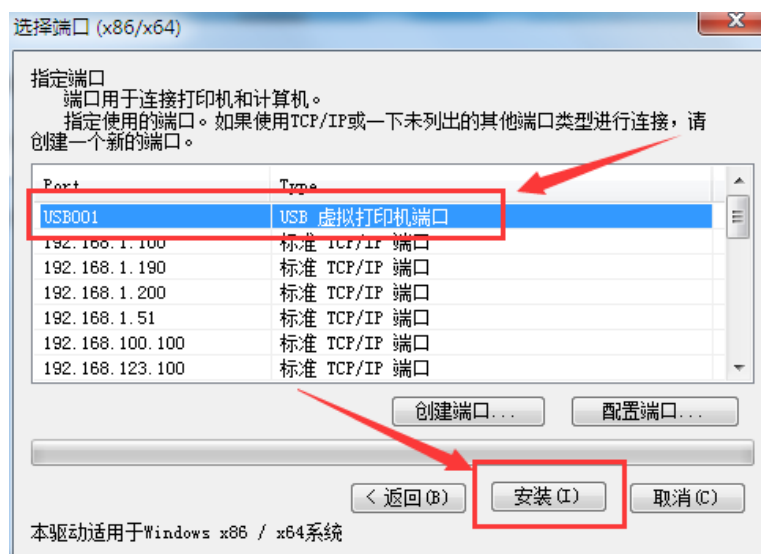 选择端口 (x86/x64)
指定端口
端口用于连接打印机和计算机。
指定使用的端口。如果使用TCP/IP或一下未列出的其他端口类型进行连接，请
创建一个新的端口。
Port Type
USB001 USB 虚拟打印机端口
192.168.1.100 标准 TCP/IP 端口
192.168.1.190 标准 TCP/IP 端口
192.168.1.200 标准 TCP/IP 端口
192.168.1.51 标准 TCP/IP 端口
192.168.100.100 标准 TCP/IP 端口
192.168.123.100 标准 TCP/IP 端口
创建端口... 配置端口...
< 返回(B) 安装(I) 取消(C)
本驱动适用于Windows x86 / x64系统